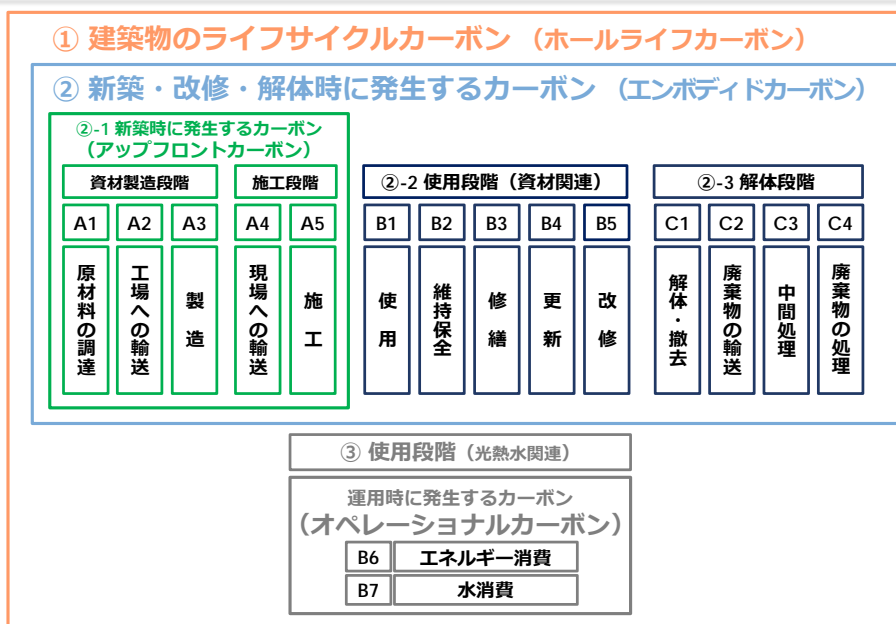 ① 建築物のライフサイクルカーボン （ホールライフカーボン）
② 新築・改修・解体時に発生するカーボン （エンボディドカーボン）
②-1 新築時に発生するカーボン
（アップフロントカーボン）
資材製造段階
施工段階
②-2 使用段階（資材関連）
②-3 解体段階
A1
A2
A3
A4
A5
B1
B2
B3
B4
B5
C1
C2
C3
C4
原材料の調達
工場への輸送
製造
現場への輸送
施工
使用
維持保全
修繕
更新
改修
解体・撤去
廃棄物の輸送
中間処理
廃棄物の処理
③ 使用段階（光熱水関連）
運用時に発生するカーボン
（オペレーショナルカーボン）
B6 エネルギー消費
B7 水消費